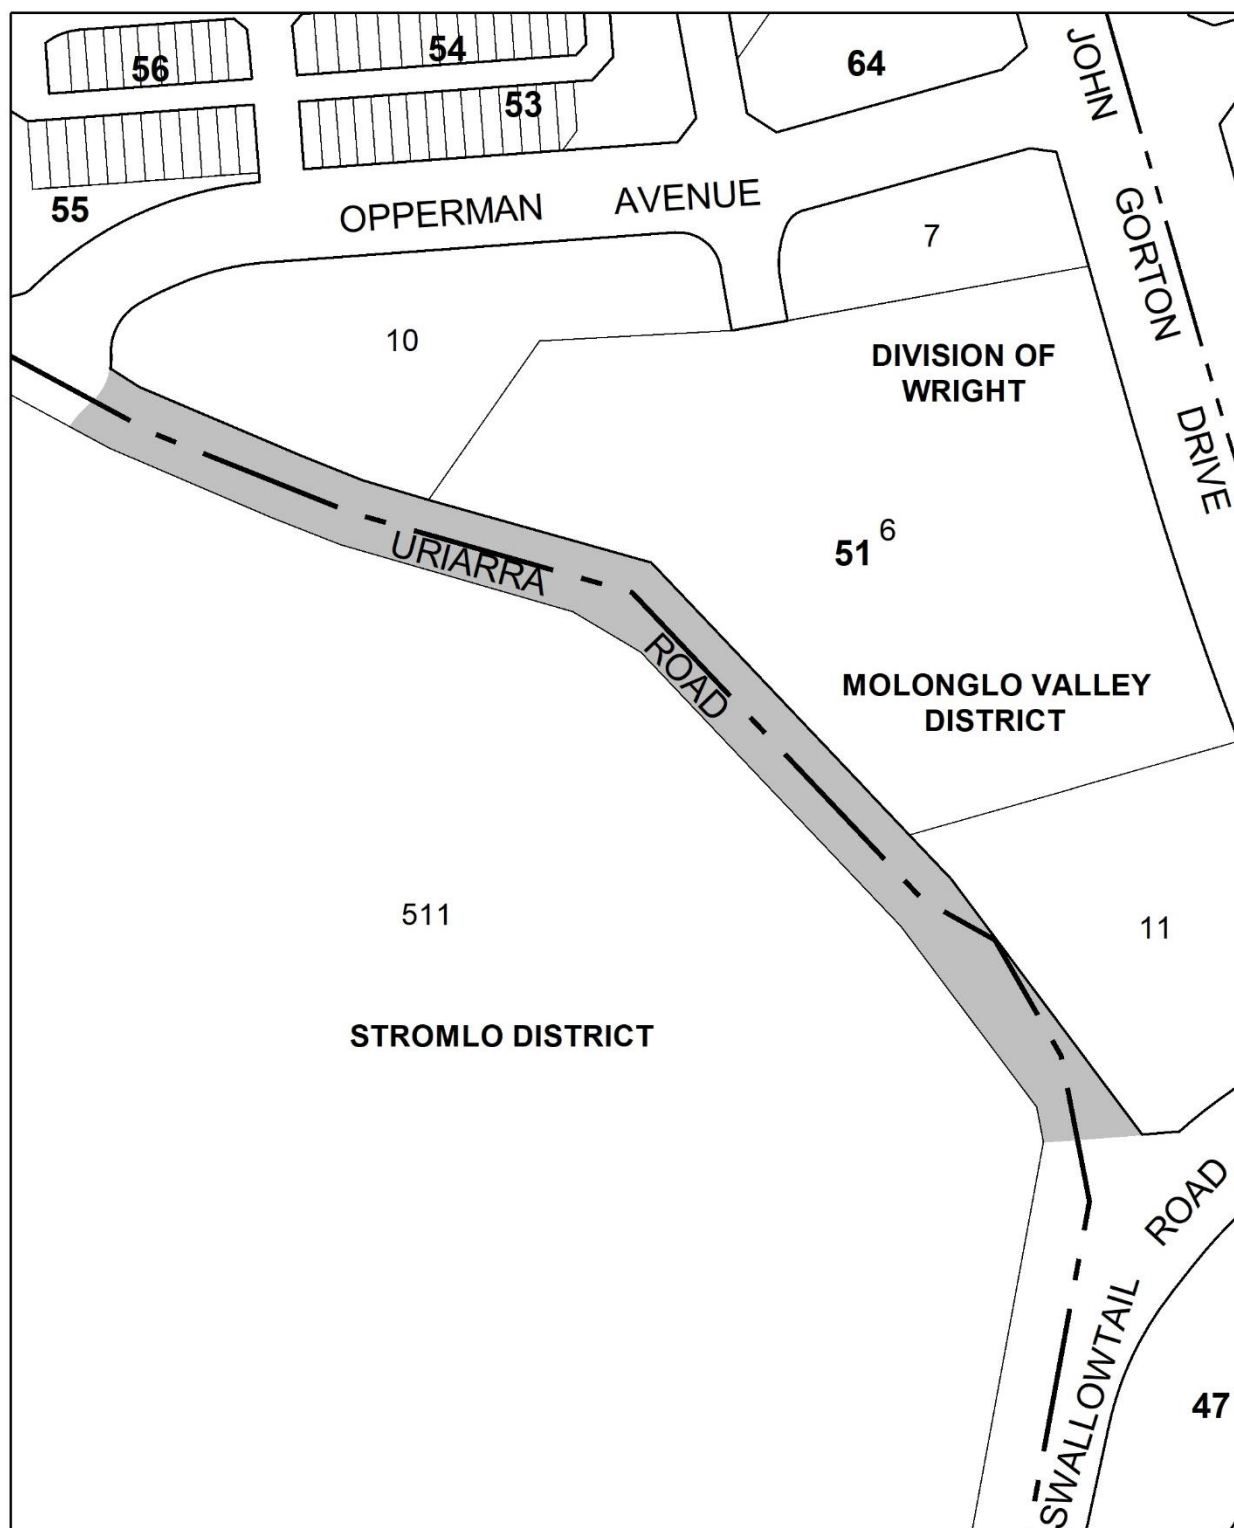 56
54
64
53
55
OPPERMAN AVENUE
JOHN GORTON DRIVE
7
10
DIVISION OF
WRIGHT
51 6
URIARRA ROAD
MOLONGLO VALLEY
DISTRICT
511
11
STROMLO DISTRICT
SWALLOWTAIL ROAD
47